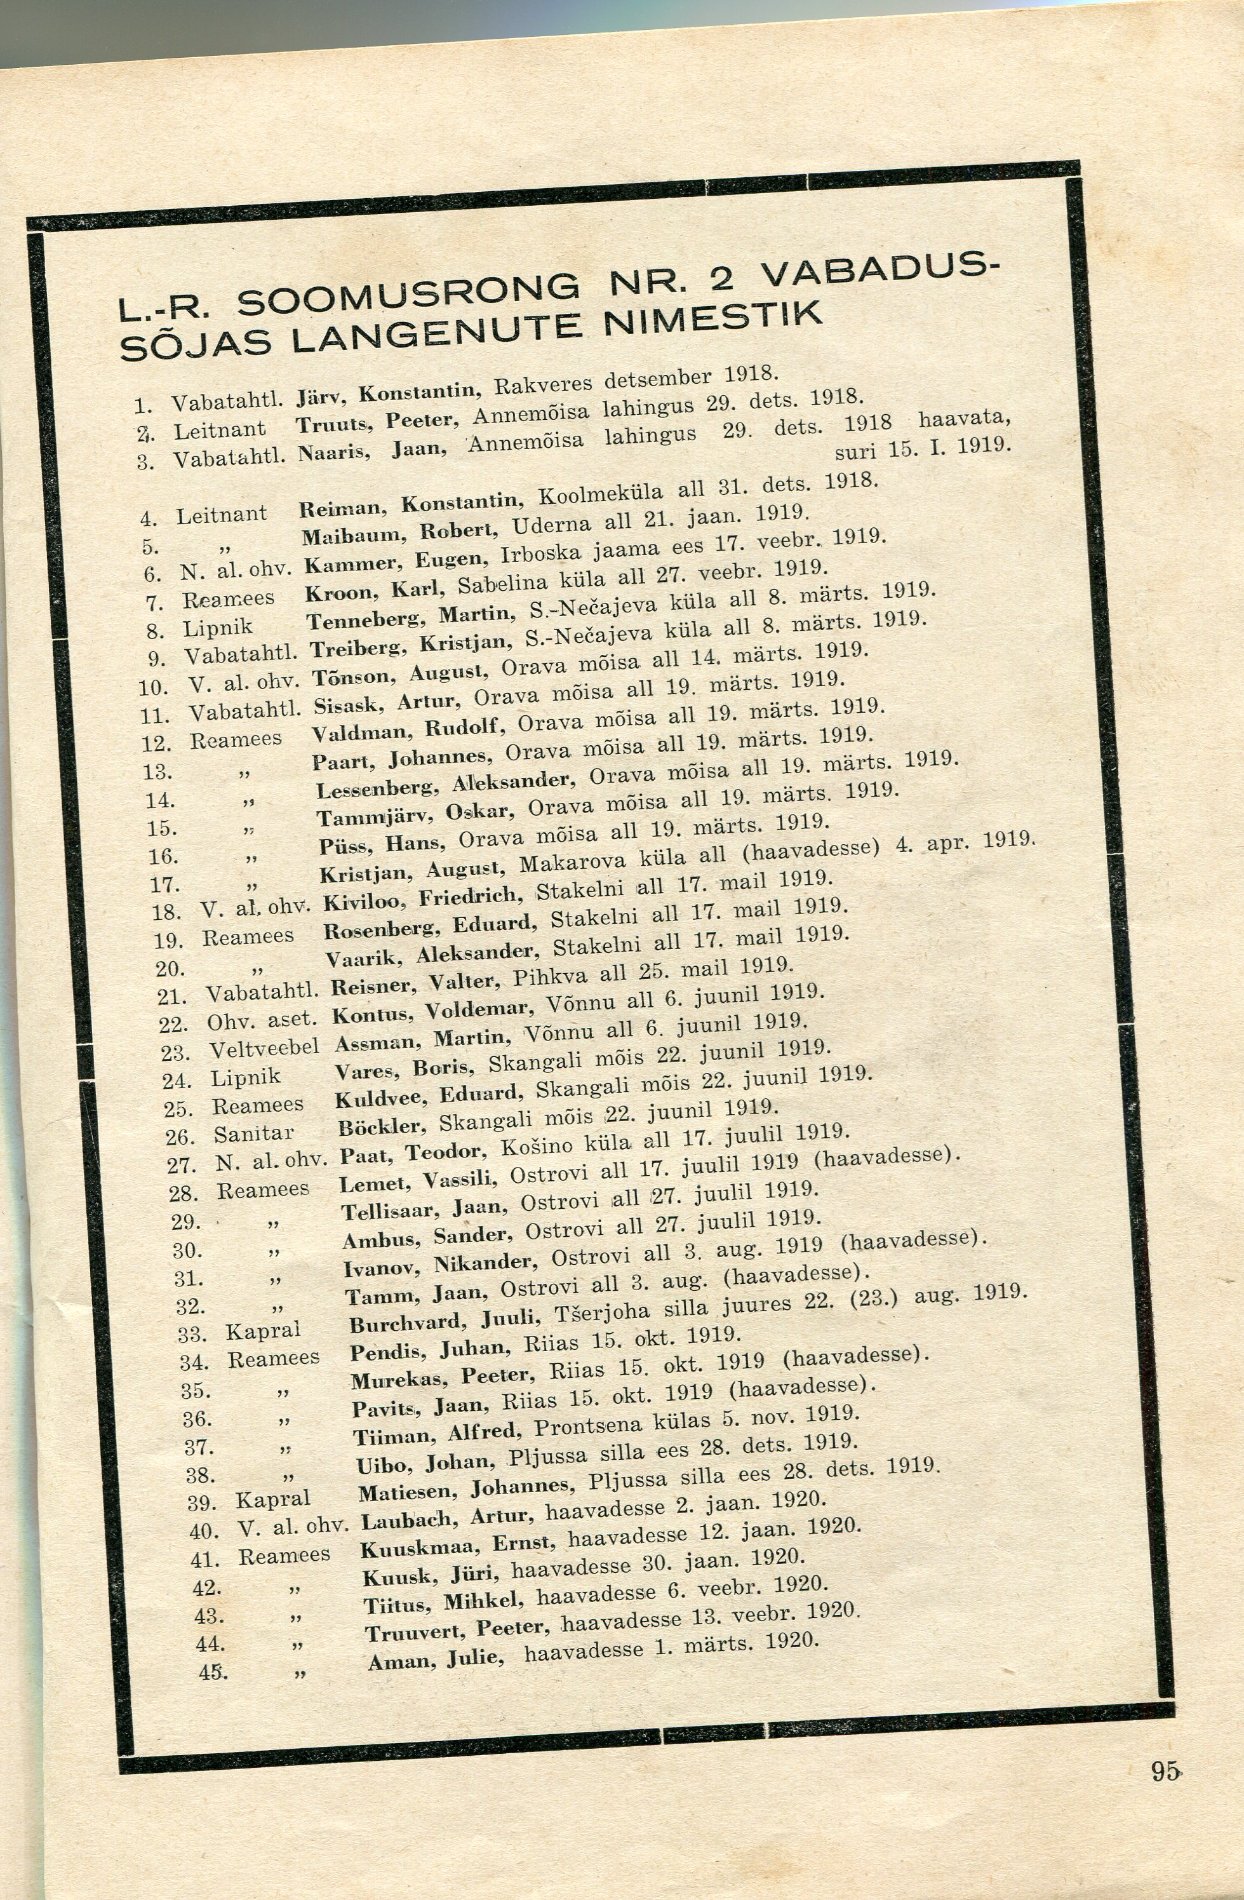 L.-R. SOOMUSRONG NR. 2 VABADUS-
SÕJAS LANGENUTE NIMESTIK
1. Vabatahtl. Järv, Konstantin, Rakveres detsember 1918.
2. Leitnant Truuts, Peeter, Annemõisa lahingus 29. dets. 1918.
3. Vabatahtl. Naaris, Jaan, Annemõisa lahingus 29. dets. 1918 haavata,
suri 15. I. 1919.
4. Leitnant Reiman, Konstantin, Koolmeküla all 31. dets. 1918.
5. „ Maibaum, Robert, Uderna all 21. jaan. 1919.
6. N. al. ohv. Kammer, Eugen, Irboska jaama ees 17. veebr. 1919.
7. Reamees Kroon, Karl, Sabelina küla all 27. veebr. 1919.
8. Lipnik Tenneberg, Martin, S.-Nečajeva küla all 8. märts. 1919.
9. Vabatahtl. Treiberg, Kristjan, S.-Nečajeva küla all 8. märts. 1919.
10. V. al. ohv. Tõnson, August, Orava mõisa all 14. märts. 1919.
11. Vabatahtl. Sisask, Artur, Orava mõisa all 19. märts. 1919.
12. Reamees Valdman, Rudolf, Orava mõisa all 19. märts. 1919.
13. „ Paart, Johannes, Orava mõisa all 19. märts. 1919.
14. „ Lessenberg, Aleksander, Orava mõisa all 19. märts. 1919.
15. „ Tammjärv, Oskar, Orava mõisa all 19. märts. 1919.
16. „ Püss, Hans, Orava mõisa all 19. märts. 1919.
17. „ Kristjan, August, Makarova küla all (haavadesse) 4. apr. 1919.
18. V. al. ohv. Kiviloo, Friedrich, Stakelni all 17. mail 1919.
19. Reamees Rosenberg, Eduard, Stakelni all 17. mail 1919.
20. „ Vaarik, Aleksander, Stakelni all 17. mail 1919.
21. Vabatahtl. Reisner, Valter, Pihkva all 25. mail 1919.
22. Ohv. aset. Kontus, Voldemar, Võnnu all 6. juunil 1919.
23. Veltveebel Assman, Martin, Võnnu all 6. juunil 1919.
24. Lipnik Vares, Boris, Skangali mõis 22. juunil 1919.
25. Reamees Kuldvee, Eduard, Skangali mõis 22. juunil 1919.
26. Sanitar Böckler, Skangali mõis 22. juunil 1919.
27. N. al. ohv. Paat, Teodor, Košino küla all 17. juulil 1919.
28. Reamees Lemet, Vassili, Ostrovi all 17. juulil 1919 (haavadesse).
29. „ Tellisaar, Jaan, Ostrovi all 27. juulil 1919.
30. „ Ambus, Sander, Ostrovi all 27. juulil 1919.
31. „ Ivanov, Nikander, Ostrovi all 3. aug. 1919 (haavadesse).
32. „ Tamm, Jaan, Ostrovi all 3. aug. (haavadesse).
33. Kapral Burchvard, Juuli, Tšerjoha silla juures 22. (23.) aug. 1919.
34. Reamees Pendis, Juhan, Riias 15. okt. 1919.
35. „ Murekas, Peeter, Riias 15. okt. 1919 (haavadesse).
36. „ Pavits, Jaan, Riias 15. okt. 1919 (haavadesse).
37. „ Tiiman, Alfred, Prontsena külas 5. nov. 1919.
38. „ Uibo, Johan, Pljussa silla ees 28. dets. 1919.
39. Kapral Matiesen, Johannes, Pljussa silla ees 28. dets. 1919.
40. V. al. ohv. Laubach, Artur, haavadesse 2. jaan. 1920.
41. Reamees Kuuskmaa, Ernst, haavadesse 12. jaan. 1920.
42. „ Kuusk, Jüri, haavadesse 30. jaan. 1920.
43. „ Tiitus, Mihkel, haavadesse 6. veebr. 1920.
44. „ Truuvert, Peeter, haavadesse 13. veebr. 1920.
45. „ Aman, Julie, haavadesse 1. märts. 1920.
95